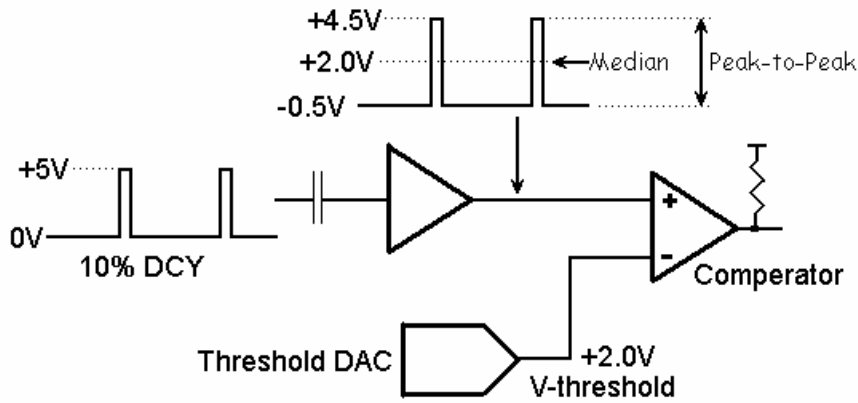 +4.5V
+2.0V
Median
Peak-to-Peak
-0.5V
+5V
0V
10% DCY
+
-
Comperator
Threshold DAC
+2.0V
V-threshold